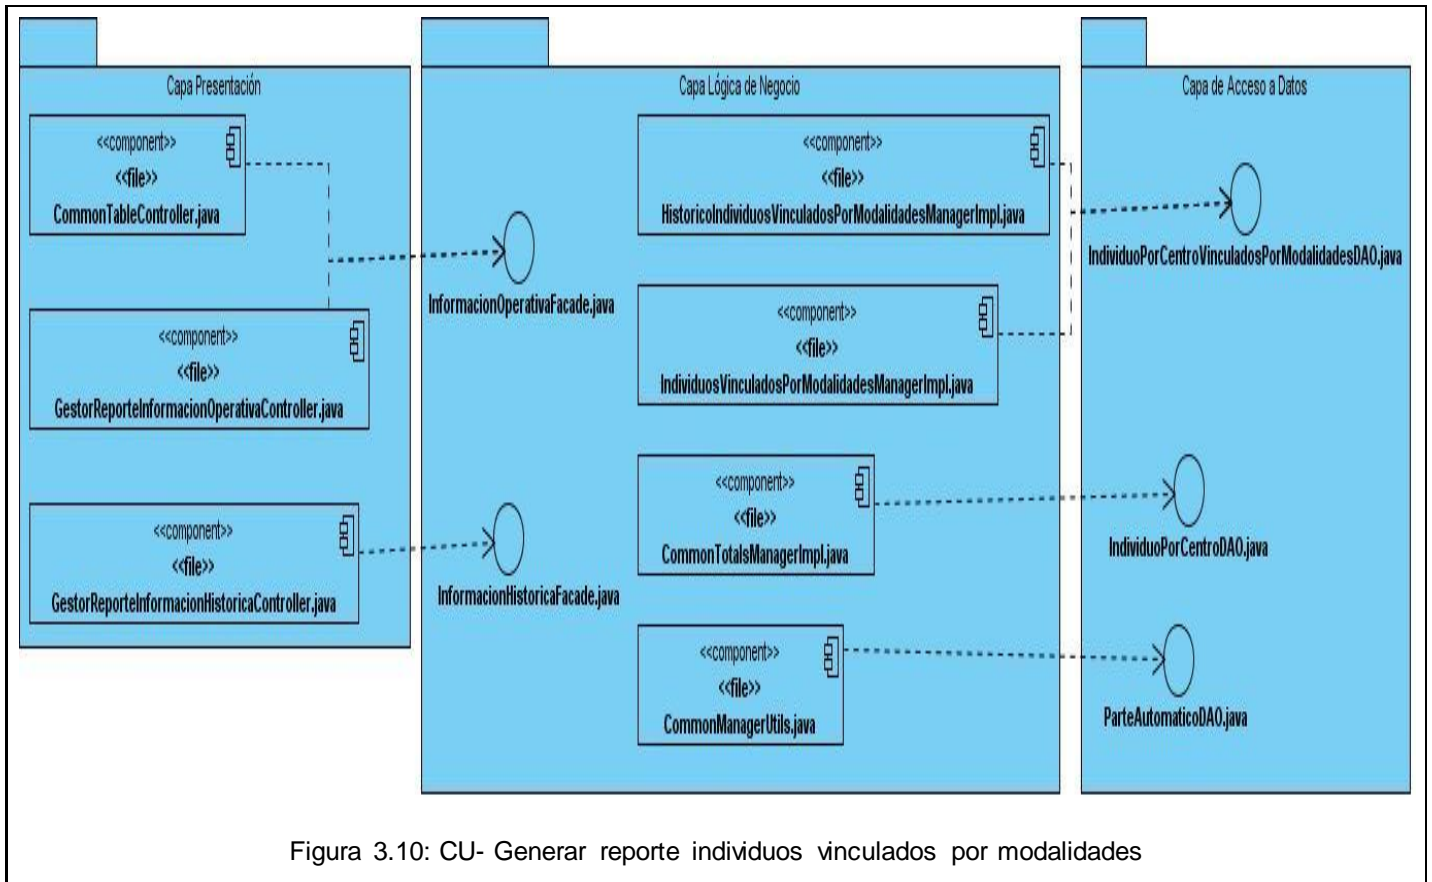 Capa Presentación
<<component>>
<<file>>
CommonTableController.java
<<component>>
<<file>>
GestorReporteInformacionOperativaController.java
<<component>>
<<file>>
GestorReporteInformacionHistoricaController.java
Capa Lógica de Negocio
InformacionOperativaFacade.java
InformacionHistoricaFacade.java
<<component>>
<<file>>
HistoricoIndividuosVinculadosPorModalidadesManagerImpl.java
<<component>>
<<file>>
IndividuosVinculadosPorModalidadesManagerImpl.java
<<component>>
<<file>>
CommonTotalsManagerImpl.java
<<component>>
<<file>>
CommonManagerUtils.java
Capa de Acceso a Datos
IndividuoPorCentroVinculadosPorModalidadesDAO.java
IndividuoPorCentroDAO.java
ParteAutomaticoDAO.java
Figura 3.10: CU- Generar reporte individuos vinculados por modalidades